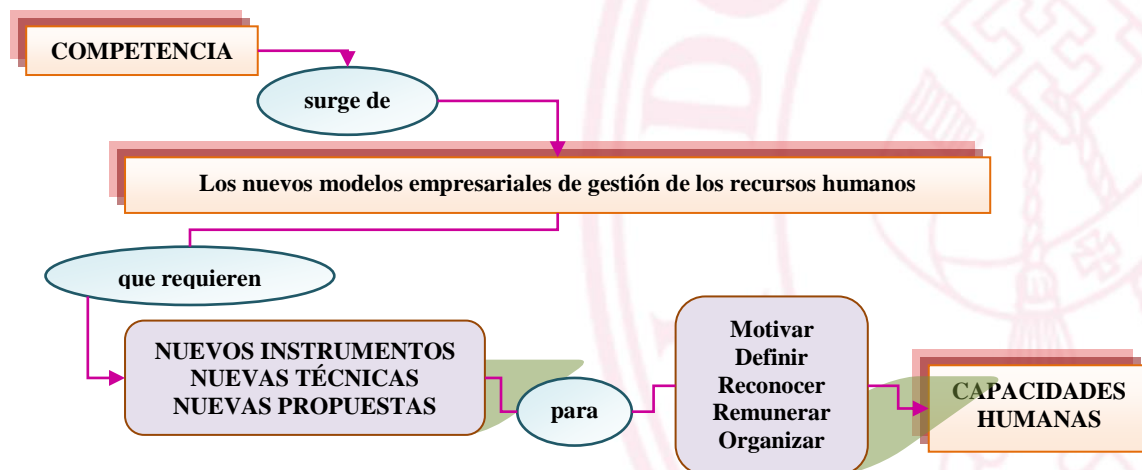 COMPETENCIA
surge de
Los nuevos modelos empresariales de gestión de los recursos humanos
que requieren
NUEVOS INSTRUMENTOS
NUEVAS TÉCNICAS
NUEVAS PROPUESTAS
para
Motivar
Definir
Reconocer
Remunerar
Organizar
CAPACIDADES
HUMANAS